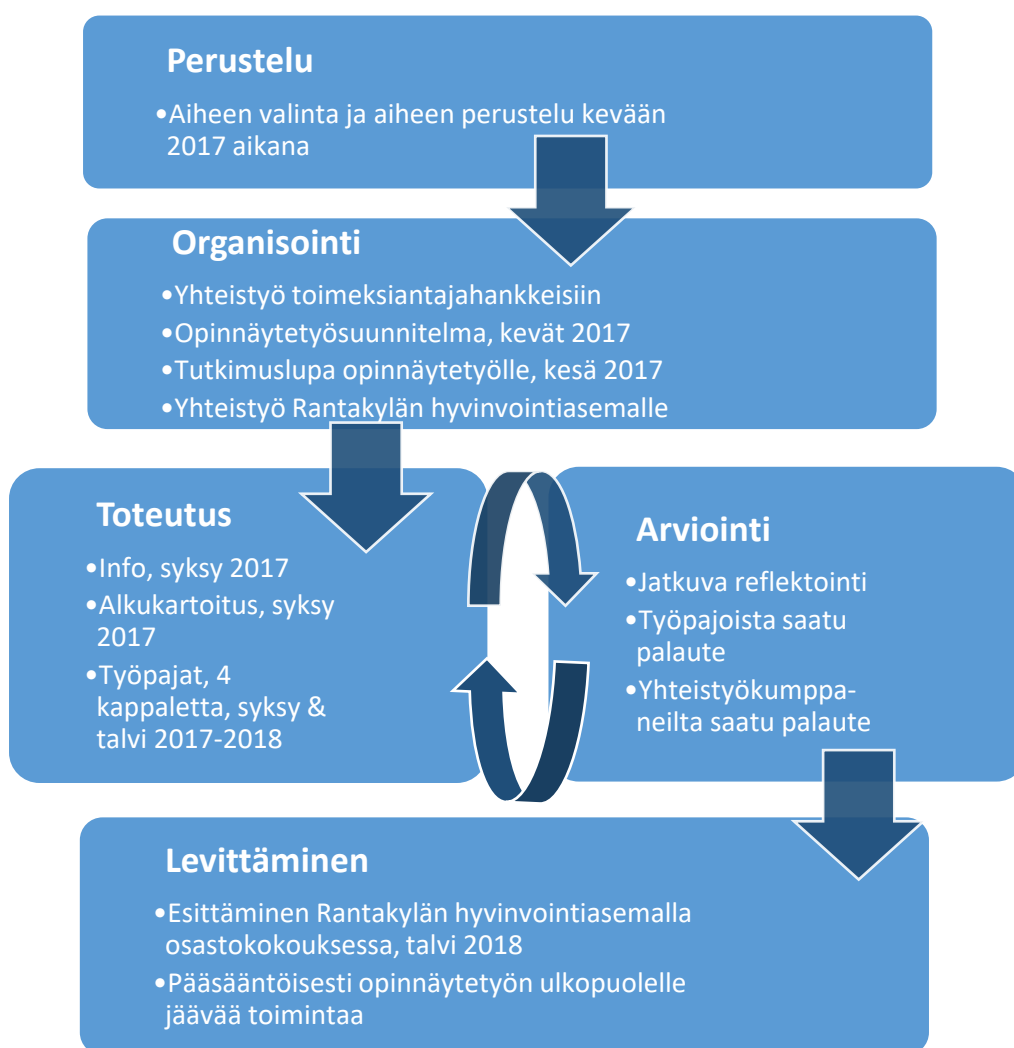 Perustelu
•Aiheen valinta ja aiheen perustelu kevään
2017 aikana
Organisointi
•Yhteistyö toimeksiantajahankkeisiin
•Opinnäytetyösuunnitelma, kevät 2017
•Tutkimuslupa opinnäytetyölle, kesä 2017
•Yhteistyö Rantakylän hyvinvointiasemalle
Toteutus
•Info, syksy 2017
•Alkukartoitus, syksy
2017
•Työpajat, 4
kappaletta, syksy &
talvi 2017-2018
Arviointi
•Jatkuva reflektointi
•Työpajoista saatu
palaute
•Yhteistyökumppa-
neilta saatu palaute
Levittäminen
•Esittäminen Rantakylän hyvinvointiasemalla
osastokokouksessa, talvi 2018
•Pääsääntöisesti opinnäytetyön ulkopuolelle
jäävää toimintaa